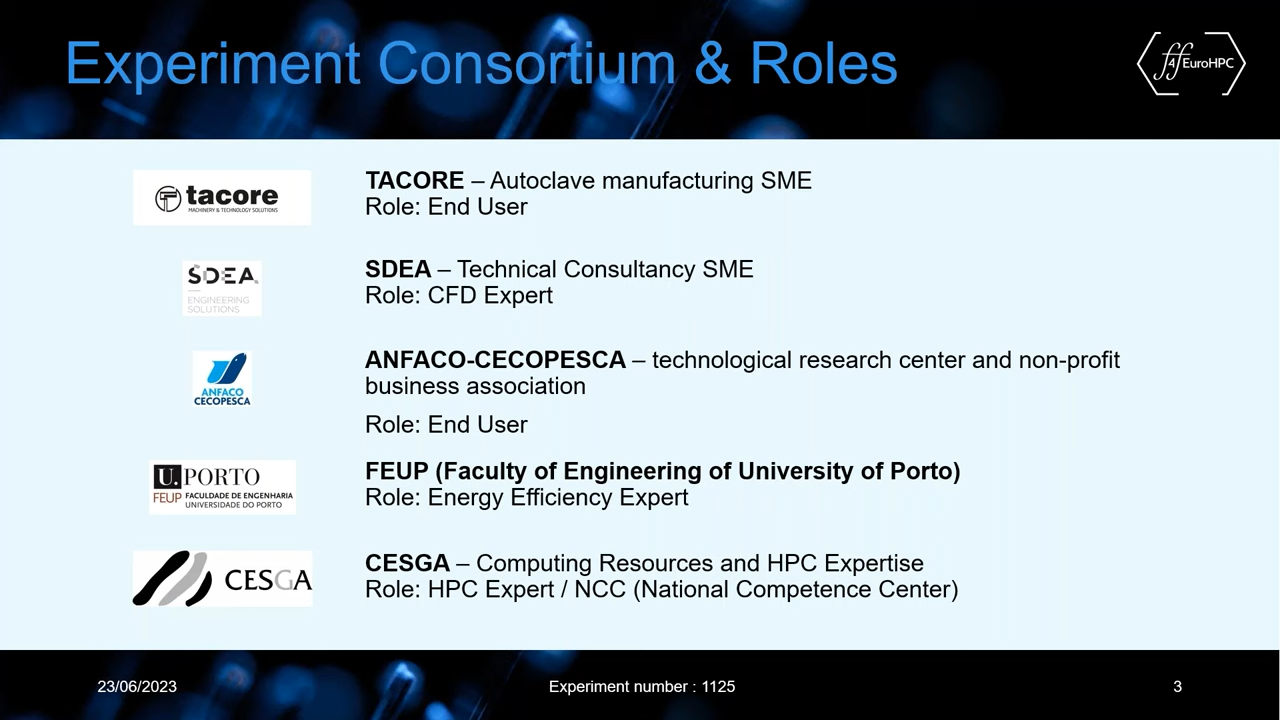 Experiment Consortium & Roles
ff4EuroHPC
tacore
MACHINERY & TECHNOLOGY SOLUTIONS
TACORE – Autoclave manufacturing SME
Role: End User
SDEA
ENGINEERING
SOLUTIONS
SDEA – Technical Consultancy SME
Role: CFD Expert
ANFACO
CECOPESCA
ANFACO-CECOPESCA – technological research center and non-profit
business association
Role: End User
U. PORTO
FEUP FACULDADE DE ENGENHARIA
UNIVERSIDADE DO PORTO
FEUP (Faculty of Engineering of University of Porto)
Role: Energy Efficiency Expert
CESGA
CESGA – Computing Resources and HPC Expertise
Role: HPC Expert / NCC (National Competence Center)
23/06/2023
Experiment number : 1125
3